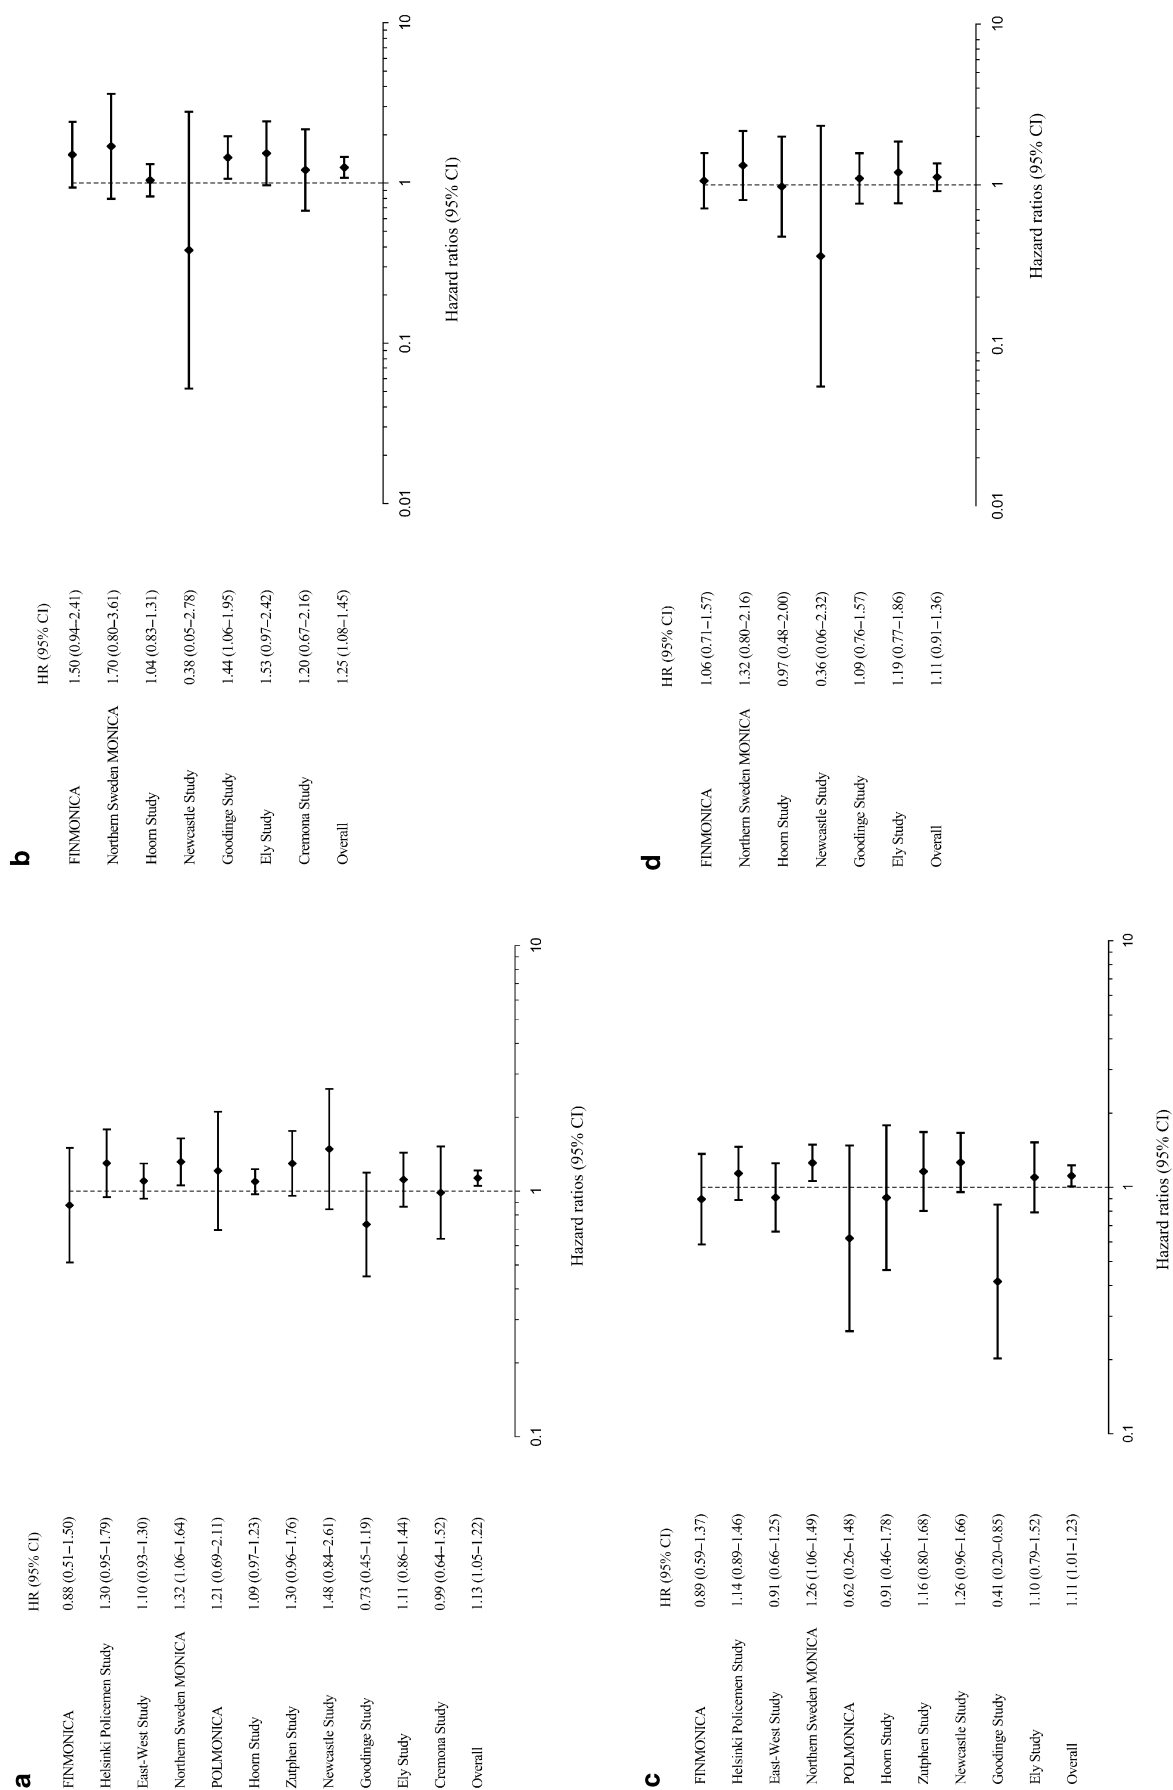 a
HR (95% CI)
FINMONICA 0.88 (0.51–1.50)
Helsinki Policemen Study 1.30 (0.95–1.79)
East-West Study 1.10 (0.93–1.30)
Northern Sweden MONICA 1.32 (1.06–1.64)
POLMONICA 1.21 (0.69–2.11)
Hoorn Study 1.09 (0.97–1.23)
Zutphen Study 1.30 (0.96–1.76)
Newcastle Study 1.48 (0.84–2.61)
Goodinge Study 0.73 (0.45–1.19)
Ely Study 1.11 (0.86–1.44)
Cremona Study 0.99 (0.64–1.52)
Overall 1.13 (1.05–1.22)
0.1 1 10
Hazard ratios (95% CI)
b
HR (95% CI)
FINMONICA 1.50 (0.94–2.41)
Northern Sweden MONICA 1.70 (0.80–3.61)
Hoorn Study 1.04 (0.83–1.31)
Newcastle Study 0.38 (0.05–2.78)
Goodinge Study 1.44 (1.06–1.95)
Ely Study 1.53 (0.97–2.42)
Cremona Study 1.20 (0.67–2.16)
Overall 1.25 (1.08–1.45)
0.01 0.1 1 10
Hazard ratios (95% CI)
c
HR (95% CI)
FINMONICA 0.89 (0.59–1.37)
Helsinki Policemen Study 1.14 (0.89–1.46)
East-West Study 0.91 (0.66–1.25)
Northern Sweden MONICA 1.26 (1.06–1.49)
POLMONICA 0.62 (0.26–1.48)
Hoorn Study 0.91 (0.46–1.78)
Zutphen Study 1.16 (0.80–1.68)
Newcastle Study 1.26 (0.96–1.66)
Goodinge Study 0.41 (0.20–0.85)
Ely Study 1.10 (0.79–1.52)
Overall 1.11 (1.01–1.23)
0.1 1 10
Hazard ratios (95% CI)
d
HR (95% CI)
FINMONICA 1.06 (0.71–1.57)
Northern Sweden MONICA 1.32 (0.80–2.16)
Hoorn Study 0.97 (0.48–2.00)
Newcastle Study 0.36 (0.06–2.32)
Goodinge Study 1.09 (0.76–1.57)
Ely Study 1.19 (0.77–1.86)
Overall 1.11 (0.91–1.36)
0.01 0.1 1 10
Hazard ratios (95% CI)